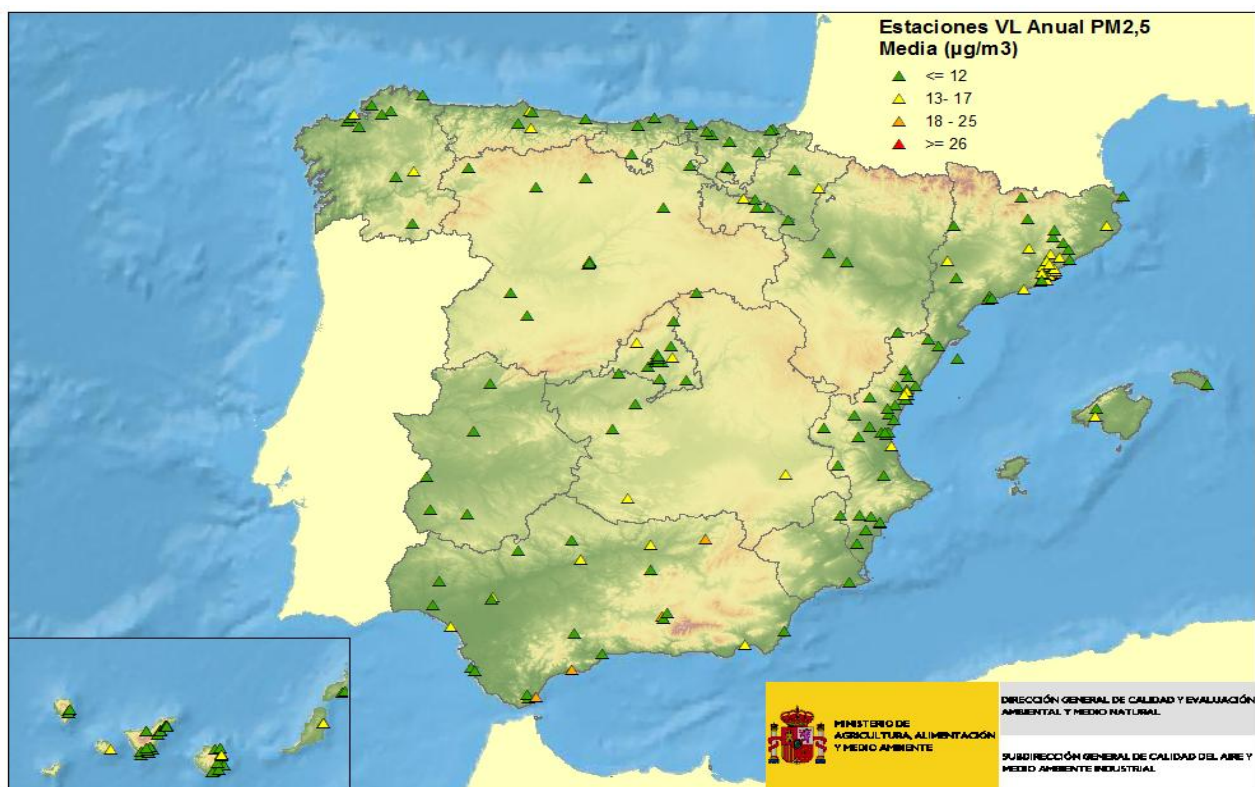 Estaciones VL Anual PM2,5
Media (µg/m3)
<= 12
13- 17
18 - 25
>= 26
MINISTERIO DE
AGRICULTURA, ALIMENTACIÓN
Y MEDIO AMBIENTE
DIRECCIÓN GENERAL DE CALIDAD Y EVALUACIÓN
AMBIENTAL Y MEDIO NATURAL
SUBDIRECCIÓN GENERAL DE CALIDAD DEL AIRE Y
MEDIO AMBIENTE INDUSTRIAL